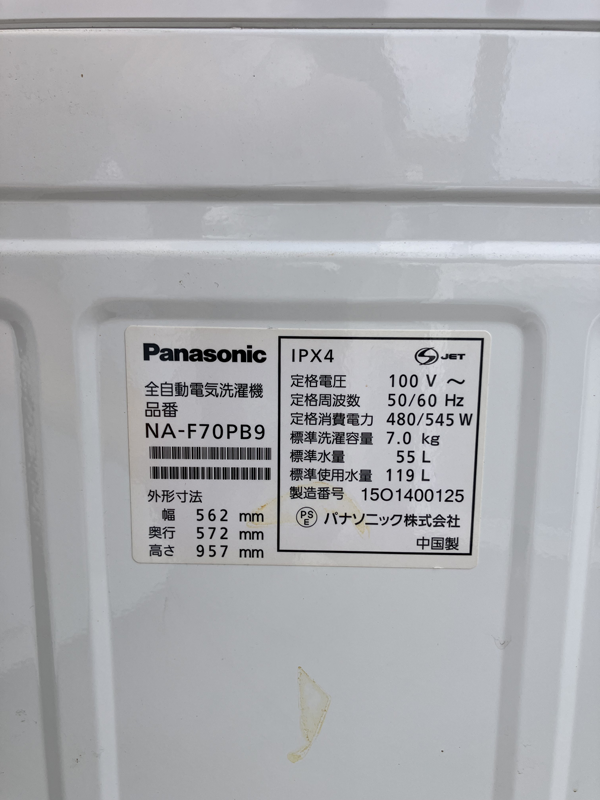 Panasonic
全自動電気洗濯機
品番
NA-F70PB9
外形寸法
幅 562 mm
奥行 572 mm
高さ 957 mm
IPX4
JET
定格電圧 100 V ～
定格周波数 50/60 Hz
定格消費電力 480/545 W
標準洗濯容量 7.0 kg
標準水量 55 L
標準使用水量 119 L
製造番号 15O1400125
PS
E パナソニック株式会社
中国製